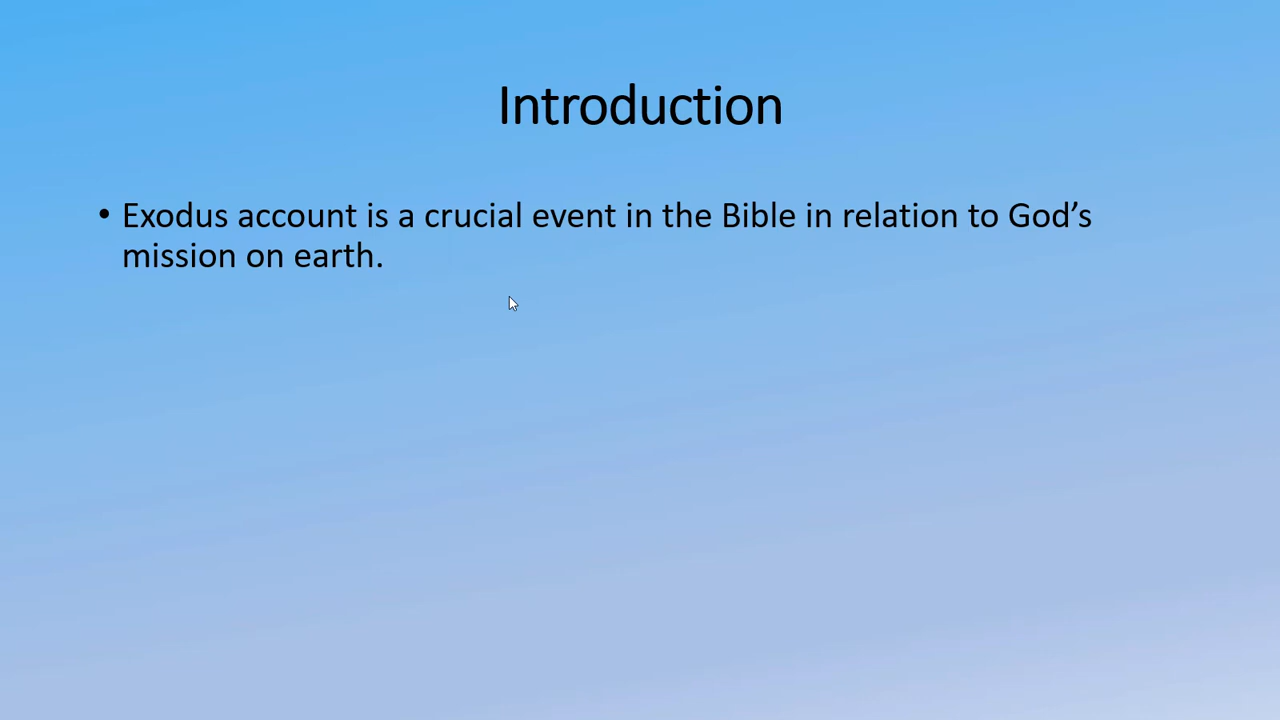 Introduction
• Exodus account is a crucial event in the Bible in relation to God’s
mission on earth.